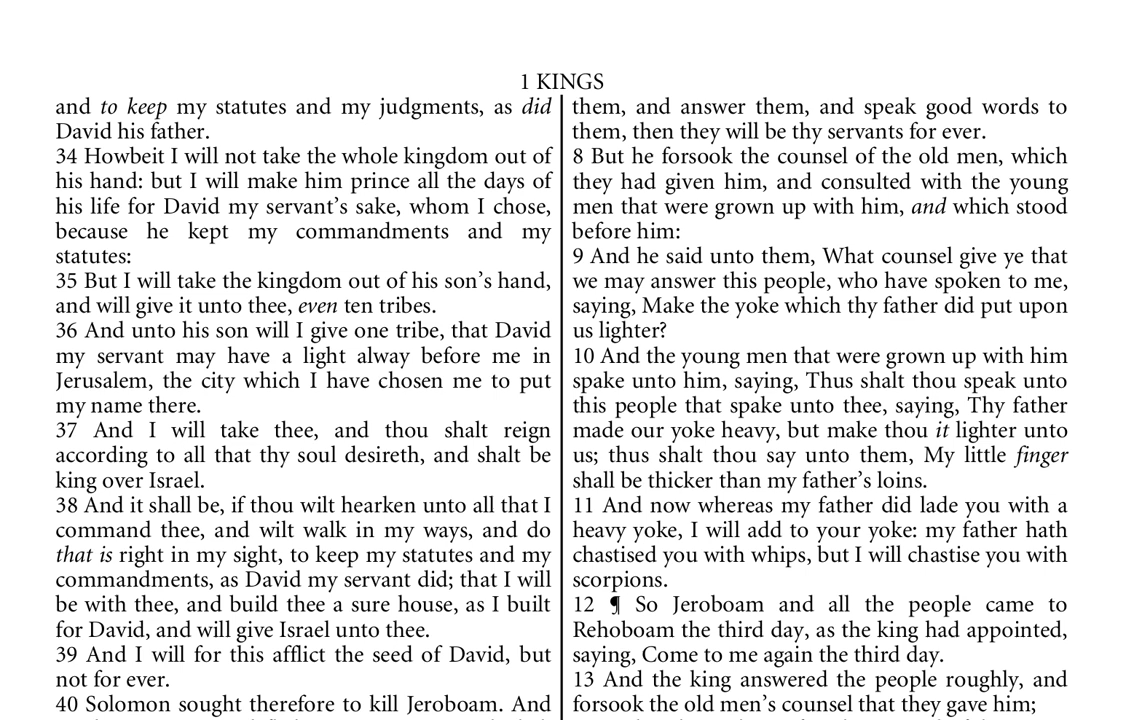 1 KINGS
and to keep my statutes and my judgments, as did
David his father.
34 Howbeit I will not take the whole kingdom out of
his hand: but I will make him prince all the days of
his life for David my servant’s sake, whom I chose,
because he kept my commandments and my
statutes:
35 But I will take the kingdom out of his son’s hand,
and will give it unto thee, even ten tribes.
36 And unto his son will I give one tribe, that David
my servant may have a light alway before me in
Jerusalem, the city which I have chosen me to put
my name there.
37 And I will take thee, and thou shalt reign
according to all that thy soul desireth, and shalt be
king over Israel.
38 And it shall be, if thou wilt hearken unto all that I
command thee, and wilt walk in my ways, and do
that is right in my sight, to keep my statutes and my
commandments, as David my servant did; that I will
be with thee, and build thee a sure house, as I built
for David, and will give Israel unto thee.
39 And I will for this afflict the seed of David, but
not for ever.
40 Solomon sought therefore to kill Jeroboam. And
them, and answer them, and speak good words to
them, then they will be thy servants for ever.
8 But he forsook the counsel of the old men, which
they had given him, and consulted with the young
men that were grown up with him, and which stood
before him:
9 And he said unto them, What counsel give ye that
we may answer this people, who have spoken to me,
saying, Make the yoke which thy father did put upon
us lighter?
10 And the young men that were grown up with him
spake unto him, saying, Thus shalt thou speak unto
this people that spake unto thee, saying, Thy father
made our yoke heavy, but make thou it lighter unto
us; thus shalt thou say unto them, My little finger
shall be thicker than my father’s loins.
11 And now whereas my father did lade you with a
heavy yoke, I will add to your yoke: my father hath
chastised you with whips, but I will chastise you with
scorpions.
12 ¶ So Jeroboam and all the people came to
Rehoboam the third day, as the king had appointed,
saying, Come to me again the third day.
13 And the king answered the people roughly, and
forsook the old men’s counsel that they gave him;